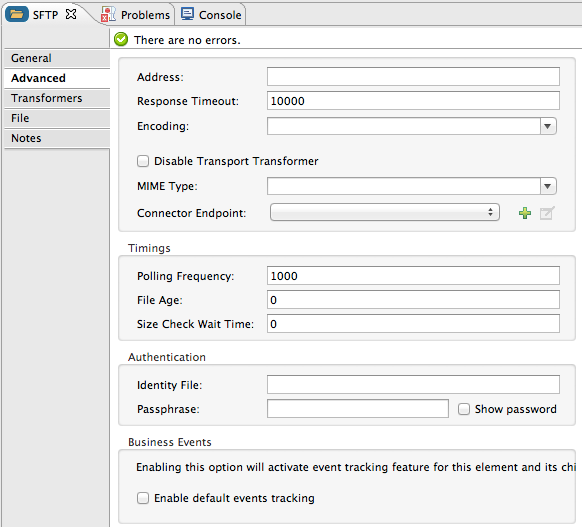 SFTP Problems Console
There are no errors.
General
Advanced
Transformers
File
Notes
Address:
Response Timeout: 10000
Encoding:
Disable Transport Transformer
MIME Type:
Connector Endpoint:
Timings
Polling Frequency: 1000
File Age: 0
Size Check Wait Time: 0
Authentication
Identity File:
Passphrase: Show password
Business Events
Enabling this option will activate event tracking feature for this element and its chi
Enable default events tracking